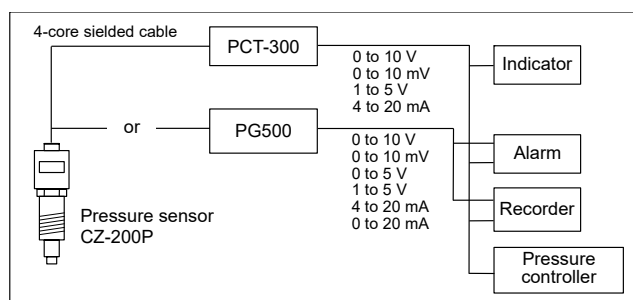 4-core sielded cable
PCT-300
0 to 10 V
0 to 10 mV
1 to 5 V
4 to 20 mA
Indicator
or
PG500
0 to 10 V
0 to 10 mV
0 to 5 V
1 to 5 V
4 to 20 mA
0 to 20 mA
Alarm
Recorder
Pressure
controller
Pressure sensor
CZ-200P